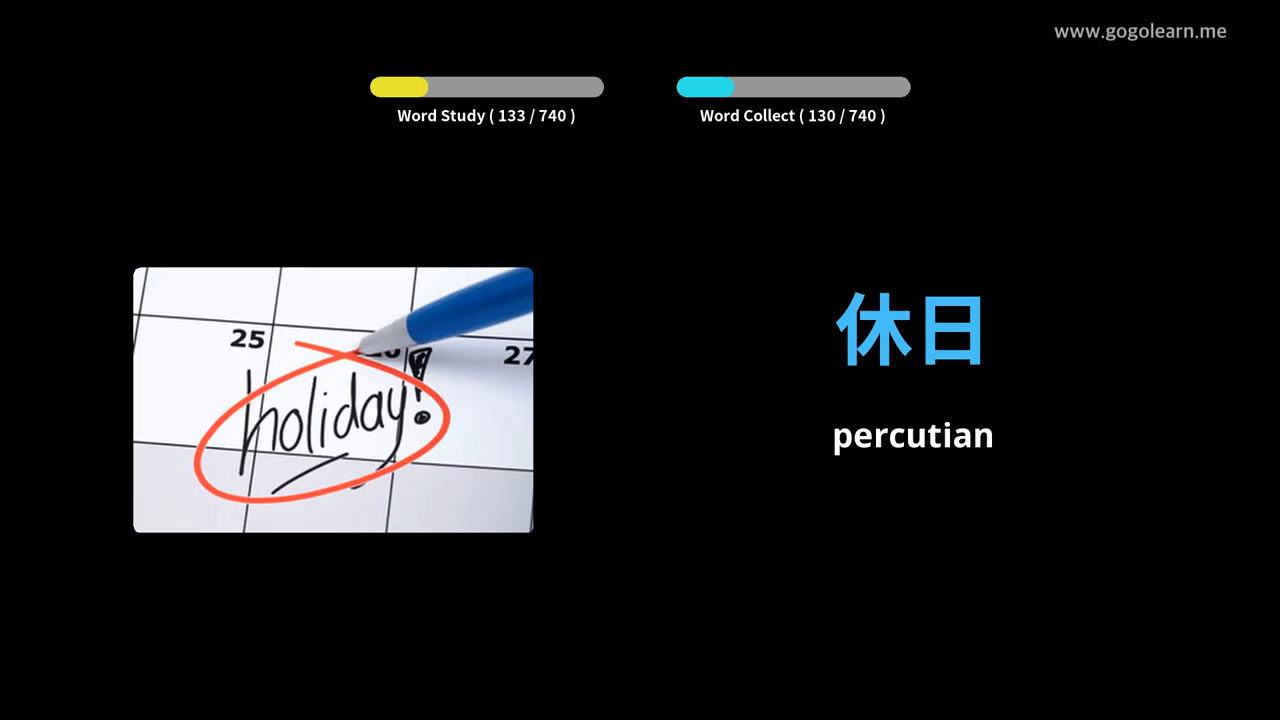 www.gogolearn.me
Word Study ( 133 / 740 )
Word Collect ( 130 / 740 )
25
27
holiday!
休日
percutian